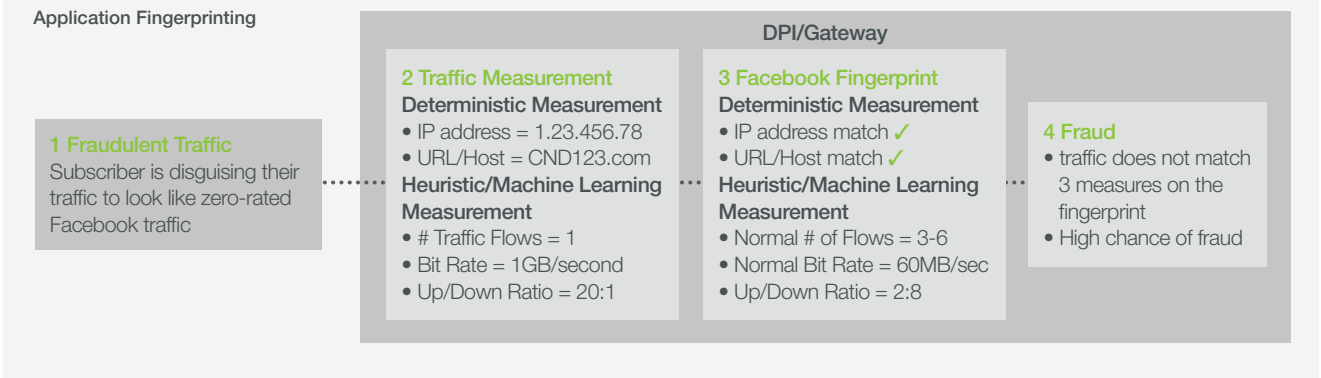 Application Fingerprinting
DPI/Gateway
1 Fraudulent Traffic
Subscriber is disguising their
traffic to look like zero-rated
Facebook traffic
2 Traffic Measurement
Deterministic Measurement
• IP address = 1.23.456.78
• URL/Host = CND123.com
Heuristic/Machine Learning
Measurement
• # Traffic Flows = 1
• Bit Rate = 1GB/second
• Up/Down Ratio = 20:1
3 Facebook Fingerprint
Deterministic Measurement
• IP address match ✓
• URL/Host match ✓
Heuristic/Machine Learning
Measurement
• Normal # of Flows = 3-6
• Normal Bit Rate = 60MB/sec
• Up/Down Ratio = 2:8
4 Fraud
• traffic does not match
3 measures on the
fingerprint
• High chance of fraud